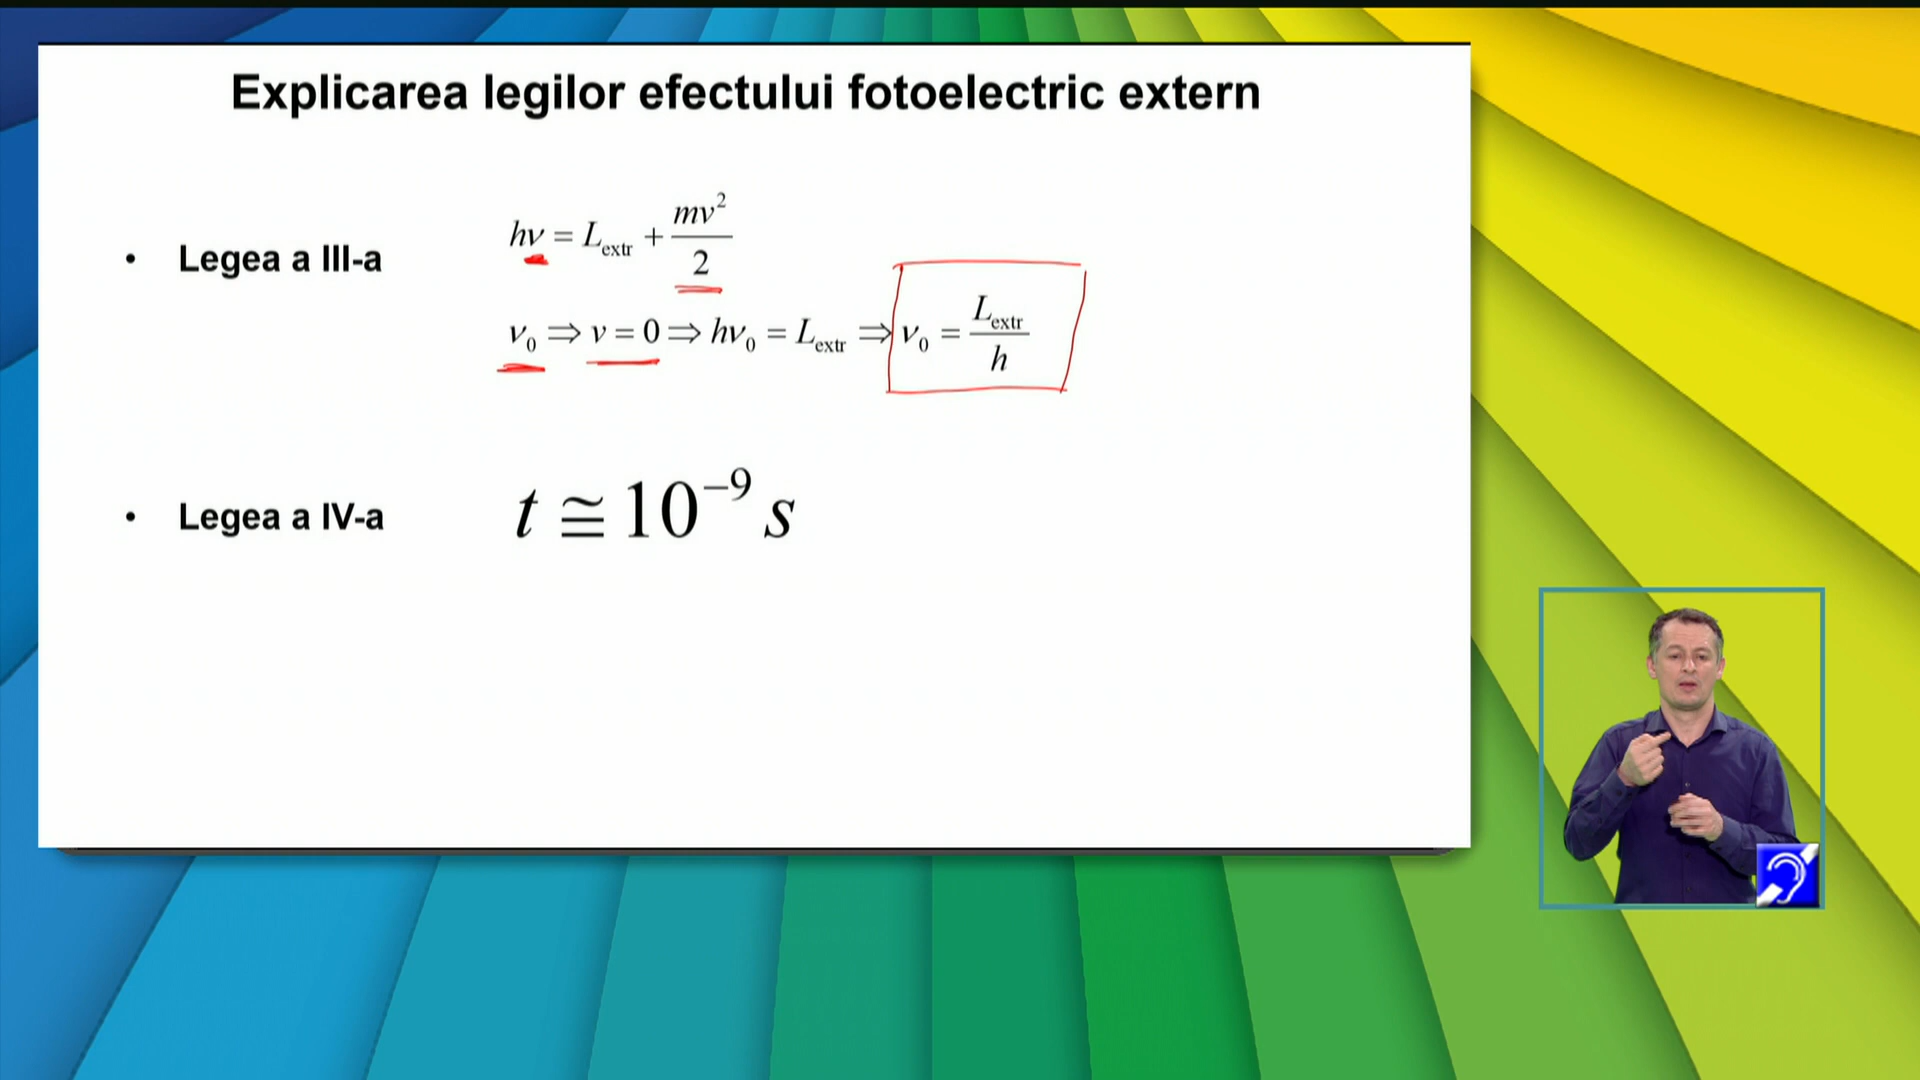 Explicarea legilor efectului fotoelectric extern
• Legea a III-a
hν = L_extr + mv²/2
ν₀ ⇒ v = 0 ⇒ hν₀ = L_extr ⇒ ν₀ = L_extr/h
• Legea a IV-a
t ≅ 10⁻⁹ s